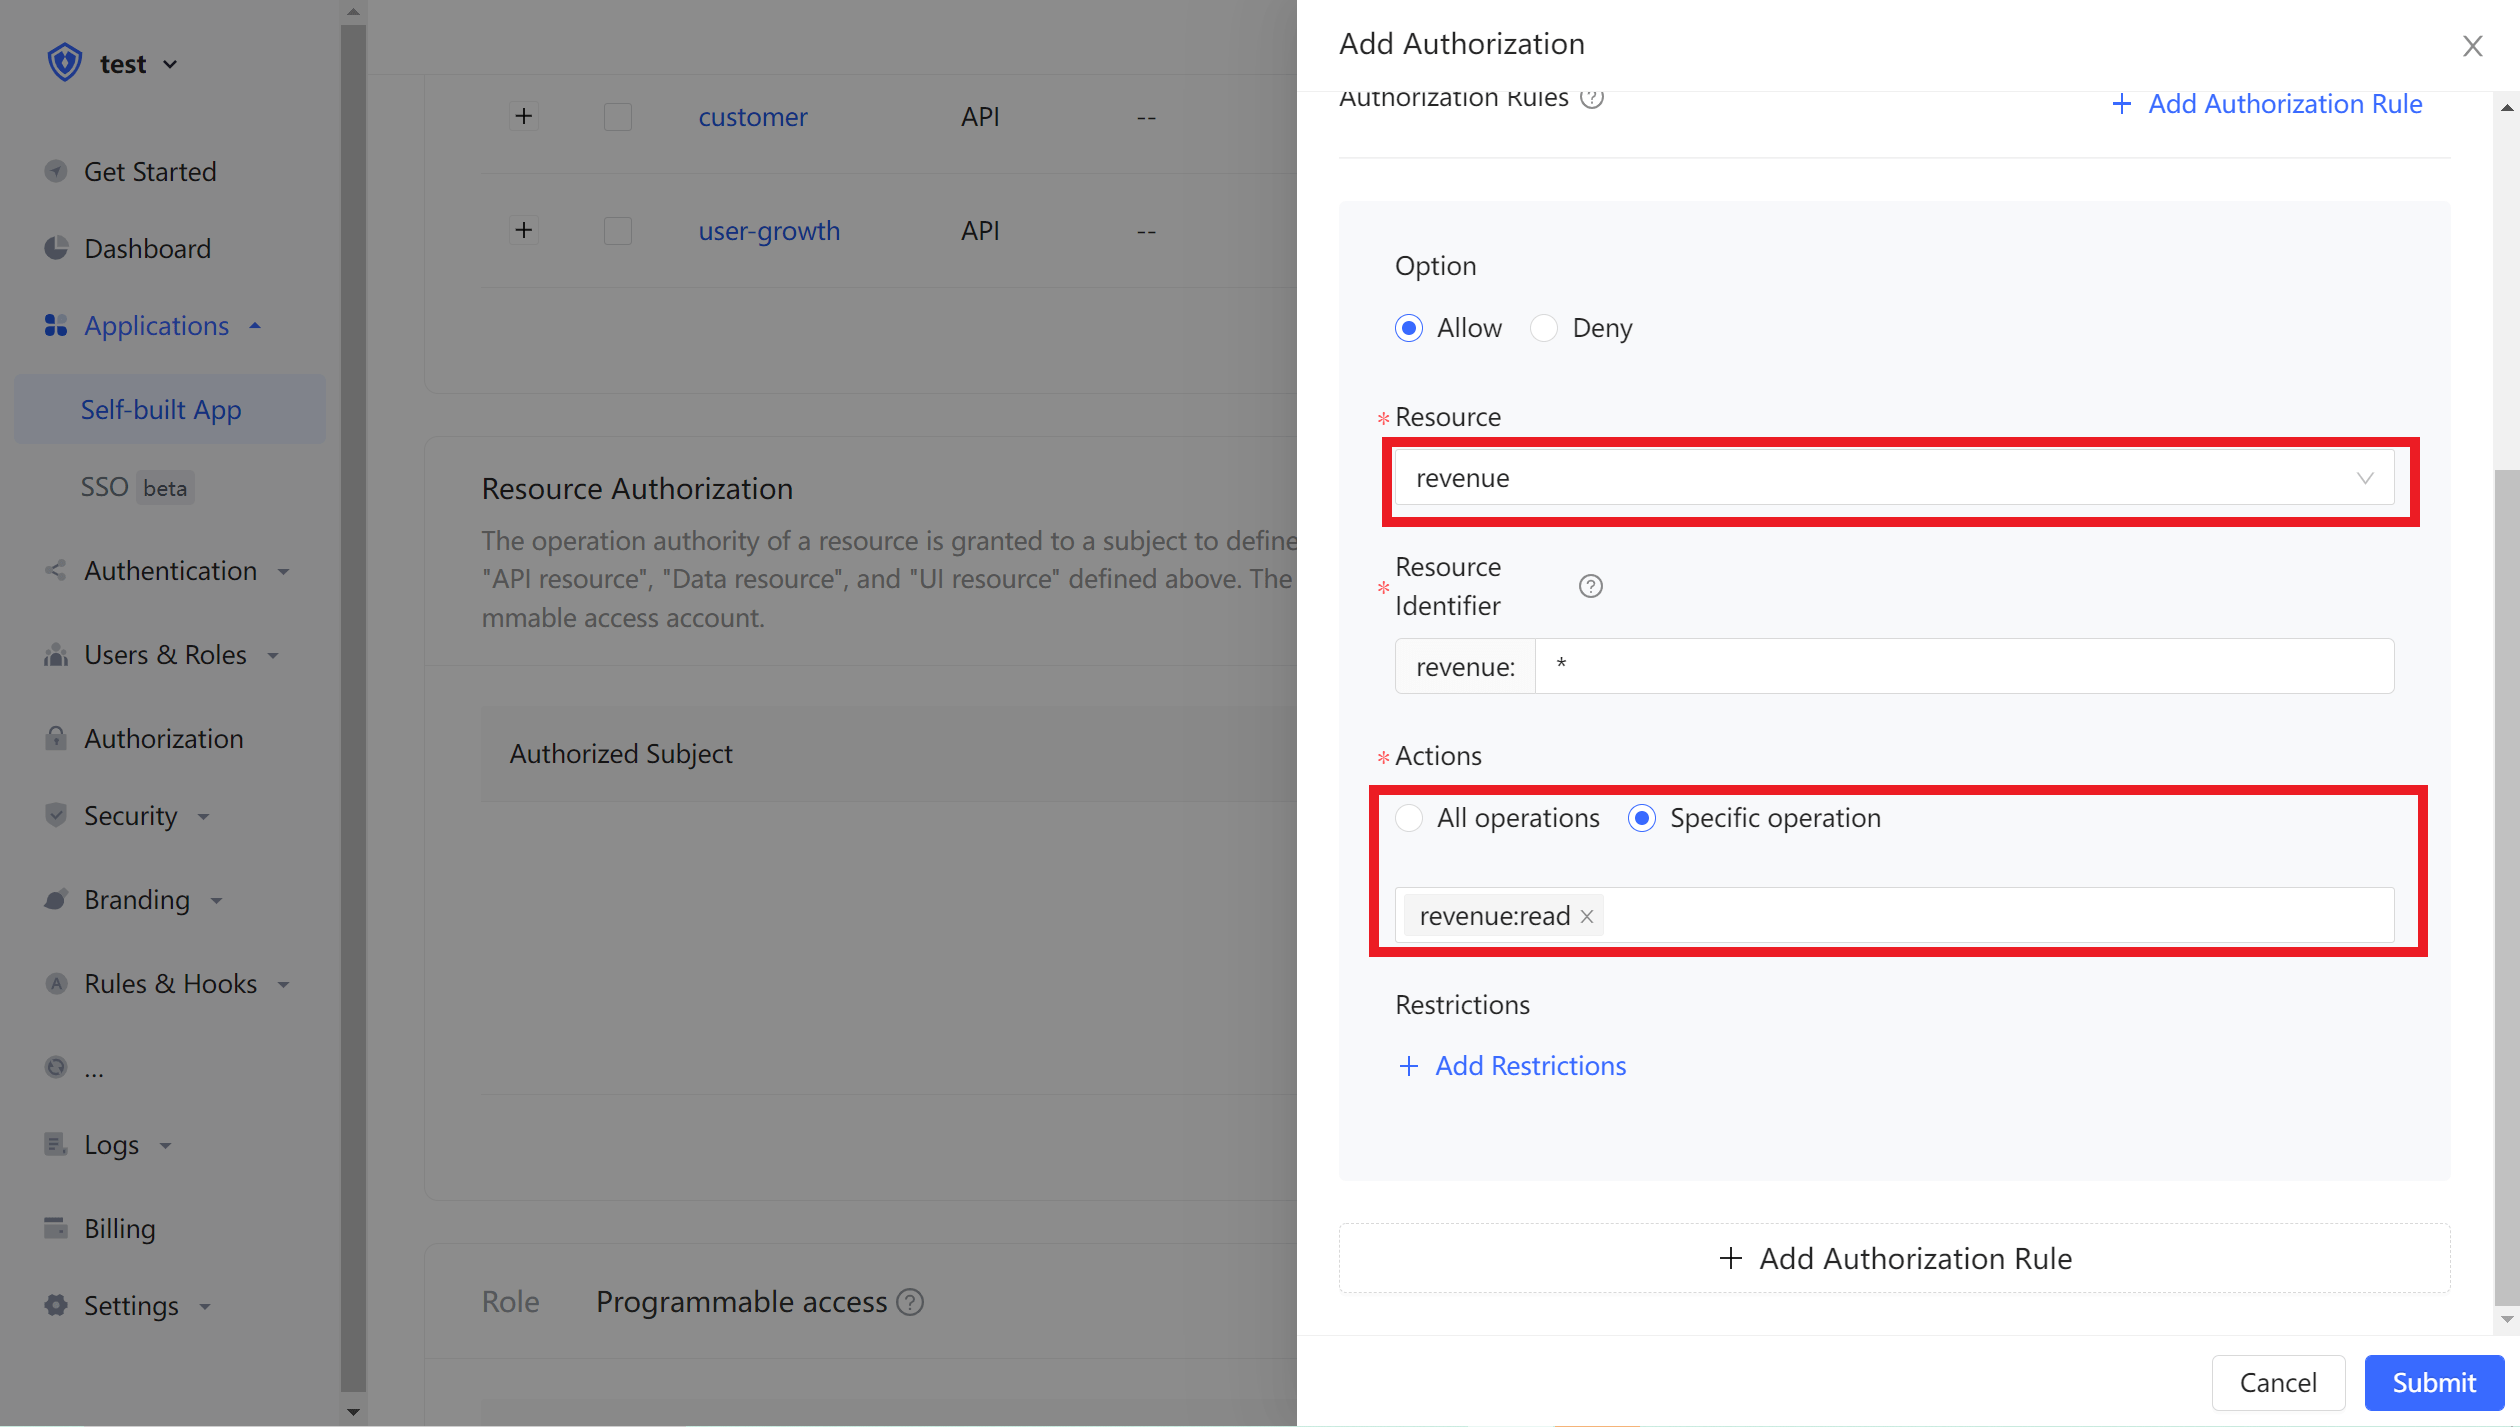 test
Get Started
Dashboard
Applications
Self-built App
SSO beta
Authentication
Users & Roles
Authorization
Security
Branding
Rules & Hooks
...
Logs
Billing
Settings
customer API --
user-growth API --
Resource Authorization
The operation authority of a resource is granted to a subject to define
"API resource", "Data resource", and "UI resource" defined above. The
mmable access account.
Authorized Subject
Role Programmable access
Add Authorization
Authorization Rules
+ Add Authorization Rule
Option
Allow Deny
* Resource
revenue
* Resource
Identifier
revenue: *
* Actions
All operations Specific operation
revenue:read
Restrictions
+ Add Restrictions
+ Add Authorization Rule
Cancel Submit